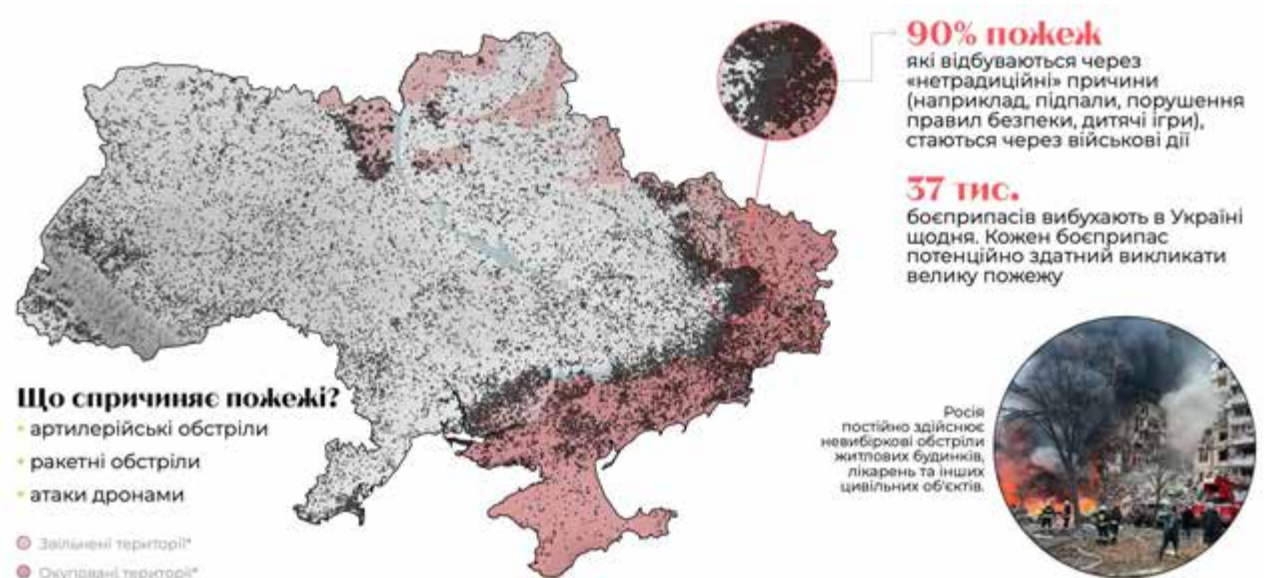 90% пожеж
які відбуваються через
«нетрадиційні» причини
(наприклад, підпали, порушення
правил безпеки, дитячі ігри),
стаються через військові дії
37 тис.
боєприпасів вибухають в Україні
щодня. Кожен боєприпас
потенційно здатний викликати
велику пожежу
Що спричиняє пожежі?
артилерійські обстріли
ракетні обстріли
атаки дронами
Звільнені території*
Окуповані території*
Росія
постійно здійснює
невибіркові обстріли
житлових будинків,
лікарень та інших
цивільних об'єктів.